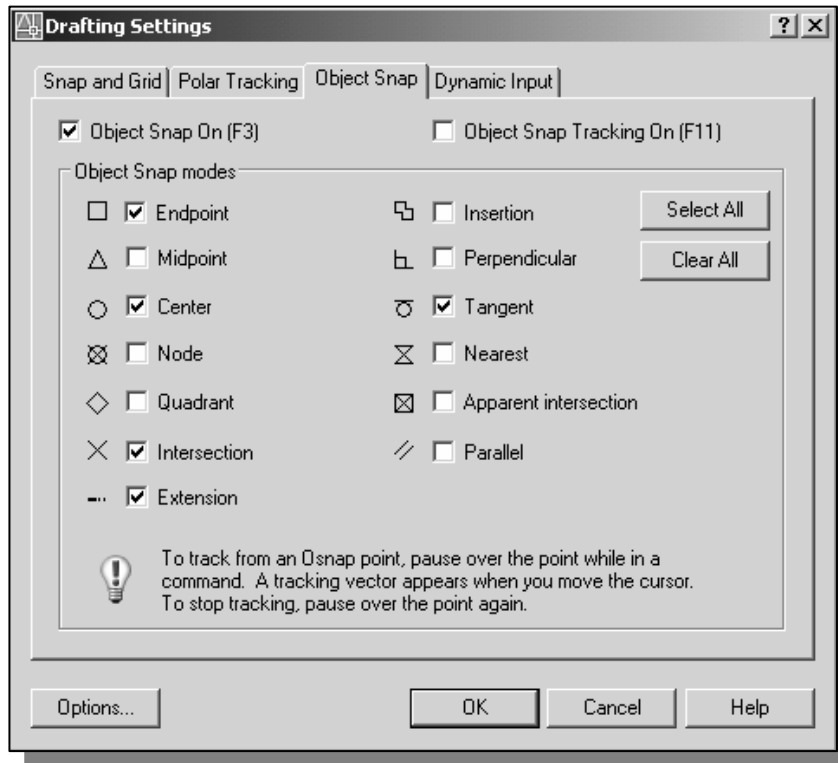 Drafting Settings
Snap and Grid Polar Tracking Object Snap Dynamic Input
Object Snap On (F3) Object Snap Tracking On (F11)
Object Snap modes
Endpoint Insertion Select All
Midpoint Perpendicular Clear All
Center Tangent
Node Nearest
Quadrant Apparent intersection
Intersection Parallel
Extension
To track from an Osnap point, pause over the point while in a
command. A tracking vector appears when you move the cursor.
To stop tracking, pause over the point again.
Options... OK Cancel Help